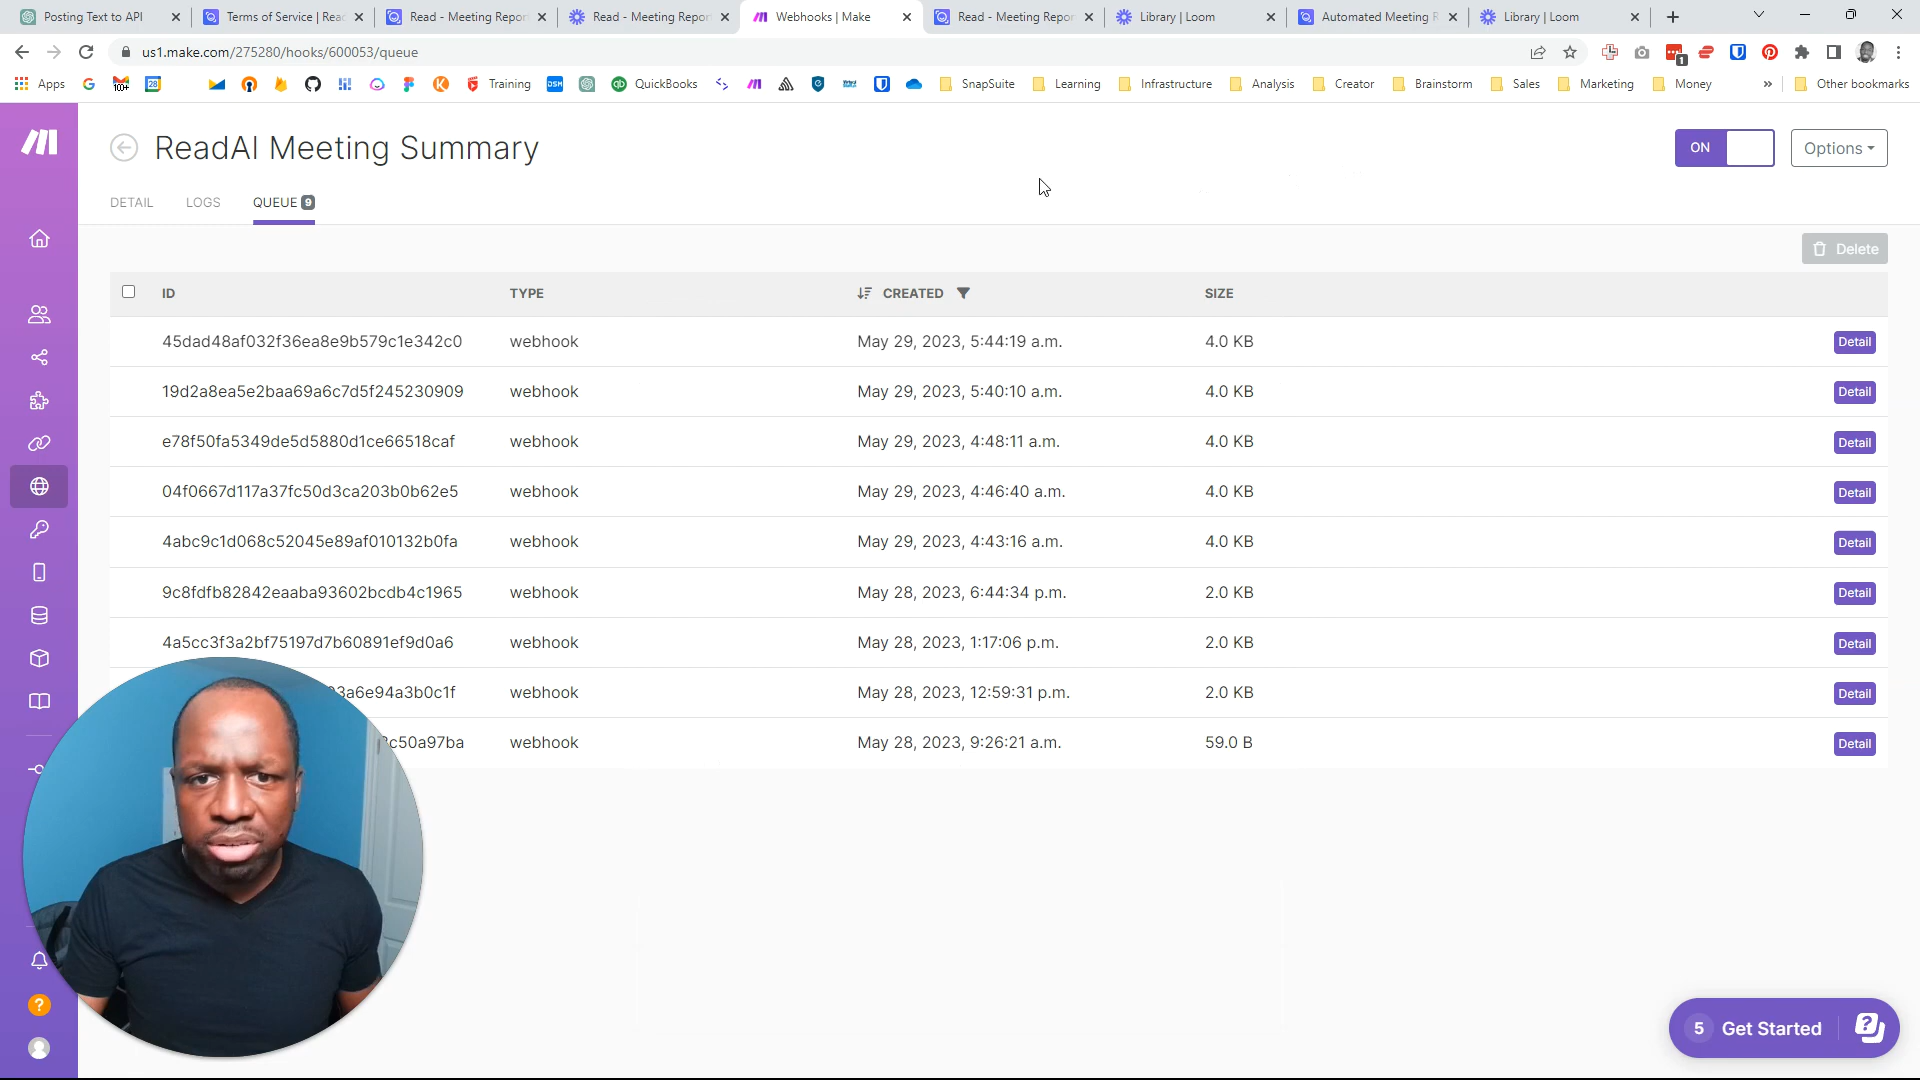 Posting Text to API
Terms of Service | Reac
Read - Meeting Repor
Read - Meeting Repor
Webhooks | Make
Read - Meeting Repor
Library | Loom
Automated Meeting R
Library | Loom
us1.make.com/275280/hooks/600053/queue
1
Apps
100+
28
Training
QuickBooks
SnapSuite
Learning
Infrastructure
Analysis
Creator
Brainstorm
Sales
Marketing
Money
»
Other bookmarks
ReadAI Meeting Summary
ON
Options
DETAIL
LOGS
QUEUE 9
Delete
ID TYPE CREATED SIZE
45dad48af032f36ea8e9b579c1e342c0 webhook May 29, 2023, 5:44:19 a.m. 4.0 KB Detail
19d2a8ea5e2baa69a6c7d5f245230909 webhook May 29, 2023, 5:40:10 a.m. 4.0 KB Detail
e78f50fa5349de5d5880d1ce66518caf webhook May 29, 2023, 4:48:11 a.m. 4.0 KB Detail
04f0667d117a37fc50d3ca203b0b62e5 webhook May 29, 2023, 4:46:40 a.m. 4.0 KB Detail
4abc9c1d068c52045e89af010132b0fa webhook May 29, 2023, 4:43:16 a.m. 4.0 KB Detail
9c8fdfb82842eaaba93602bcdb4c1965 webhook May 28, 2023, 6:44:34 p.m. 2.0 KB Detail
4a5cc3f3a2bf75197d7b60891ef9d0a6 webhook May 28, 2023, 1:17:06 p.m. 2.0 KB Detail
3a6e94a3b0c1f webhook May 28, 2023, 12:59:31 p.m. 2.0 KB Detail
c50a97ba webhook May 28, 2023, 9:26:21 a.m. 59.0 B Detail
?
5 Get Started ?